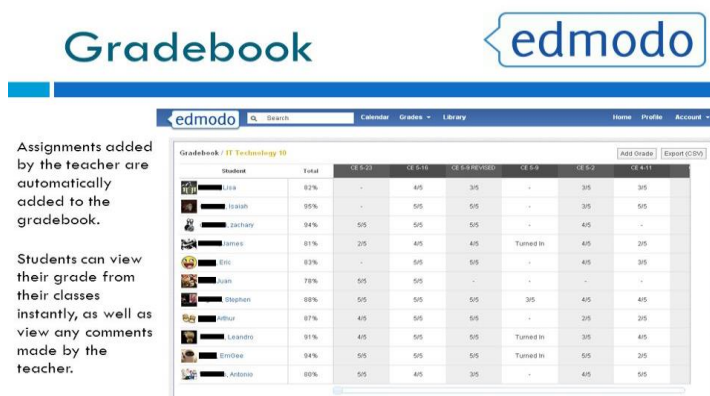 Gradebook
edmodo
edmodo Search Calendar Grades Library Home Profile Account
Assignments added
by the teacher are
automatically
added to the
gradebook.
Students can view
their grade from
their classes
instantly, as well as
view any comments
made by the
teacher.
Gradebook / IT Technology 10 Add Grade Export (CSV)
Student Total CE 5-23 CE 5-16 CE 5-9 REVISED CE 5-9 CE 5-2 CE 4-11
Lisa 82% - 4/5 3/5 - 3/5 3/5
, Isaiah 95% - 5/5 5/5 - 3/5 5/5
, zachary 94% 5/5 5/5 5/5 - 4/5 -
James 81% 2/5 4/5 4/5 Turned In 4/5 2/5
, Eric 83% - 5/5 5/5 - 4/5 3/5
Juan 78% 5/5 5/5 - - - -
, Stephen 88% 5/5 5/5 5/5 3/5 4/5 4/5
Arthur 87% 4/5 5/5 5/5 - 2/5 2/5
, Leandro 91% 4/5 5/5 5/5 Turned In 3/5 4/5
, EmGee 94% 5/5 5/5 5/5 Turned In 5/5 2/5
, Antonio 5/5 4/5 3/5 - 4/5 5/5